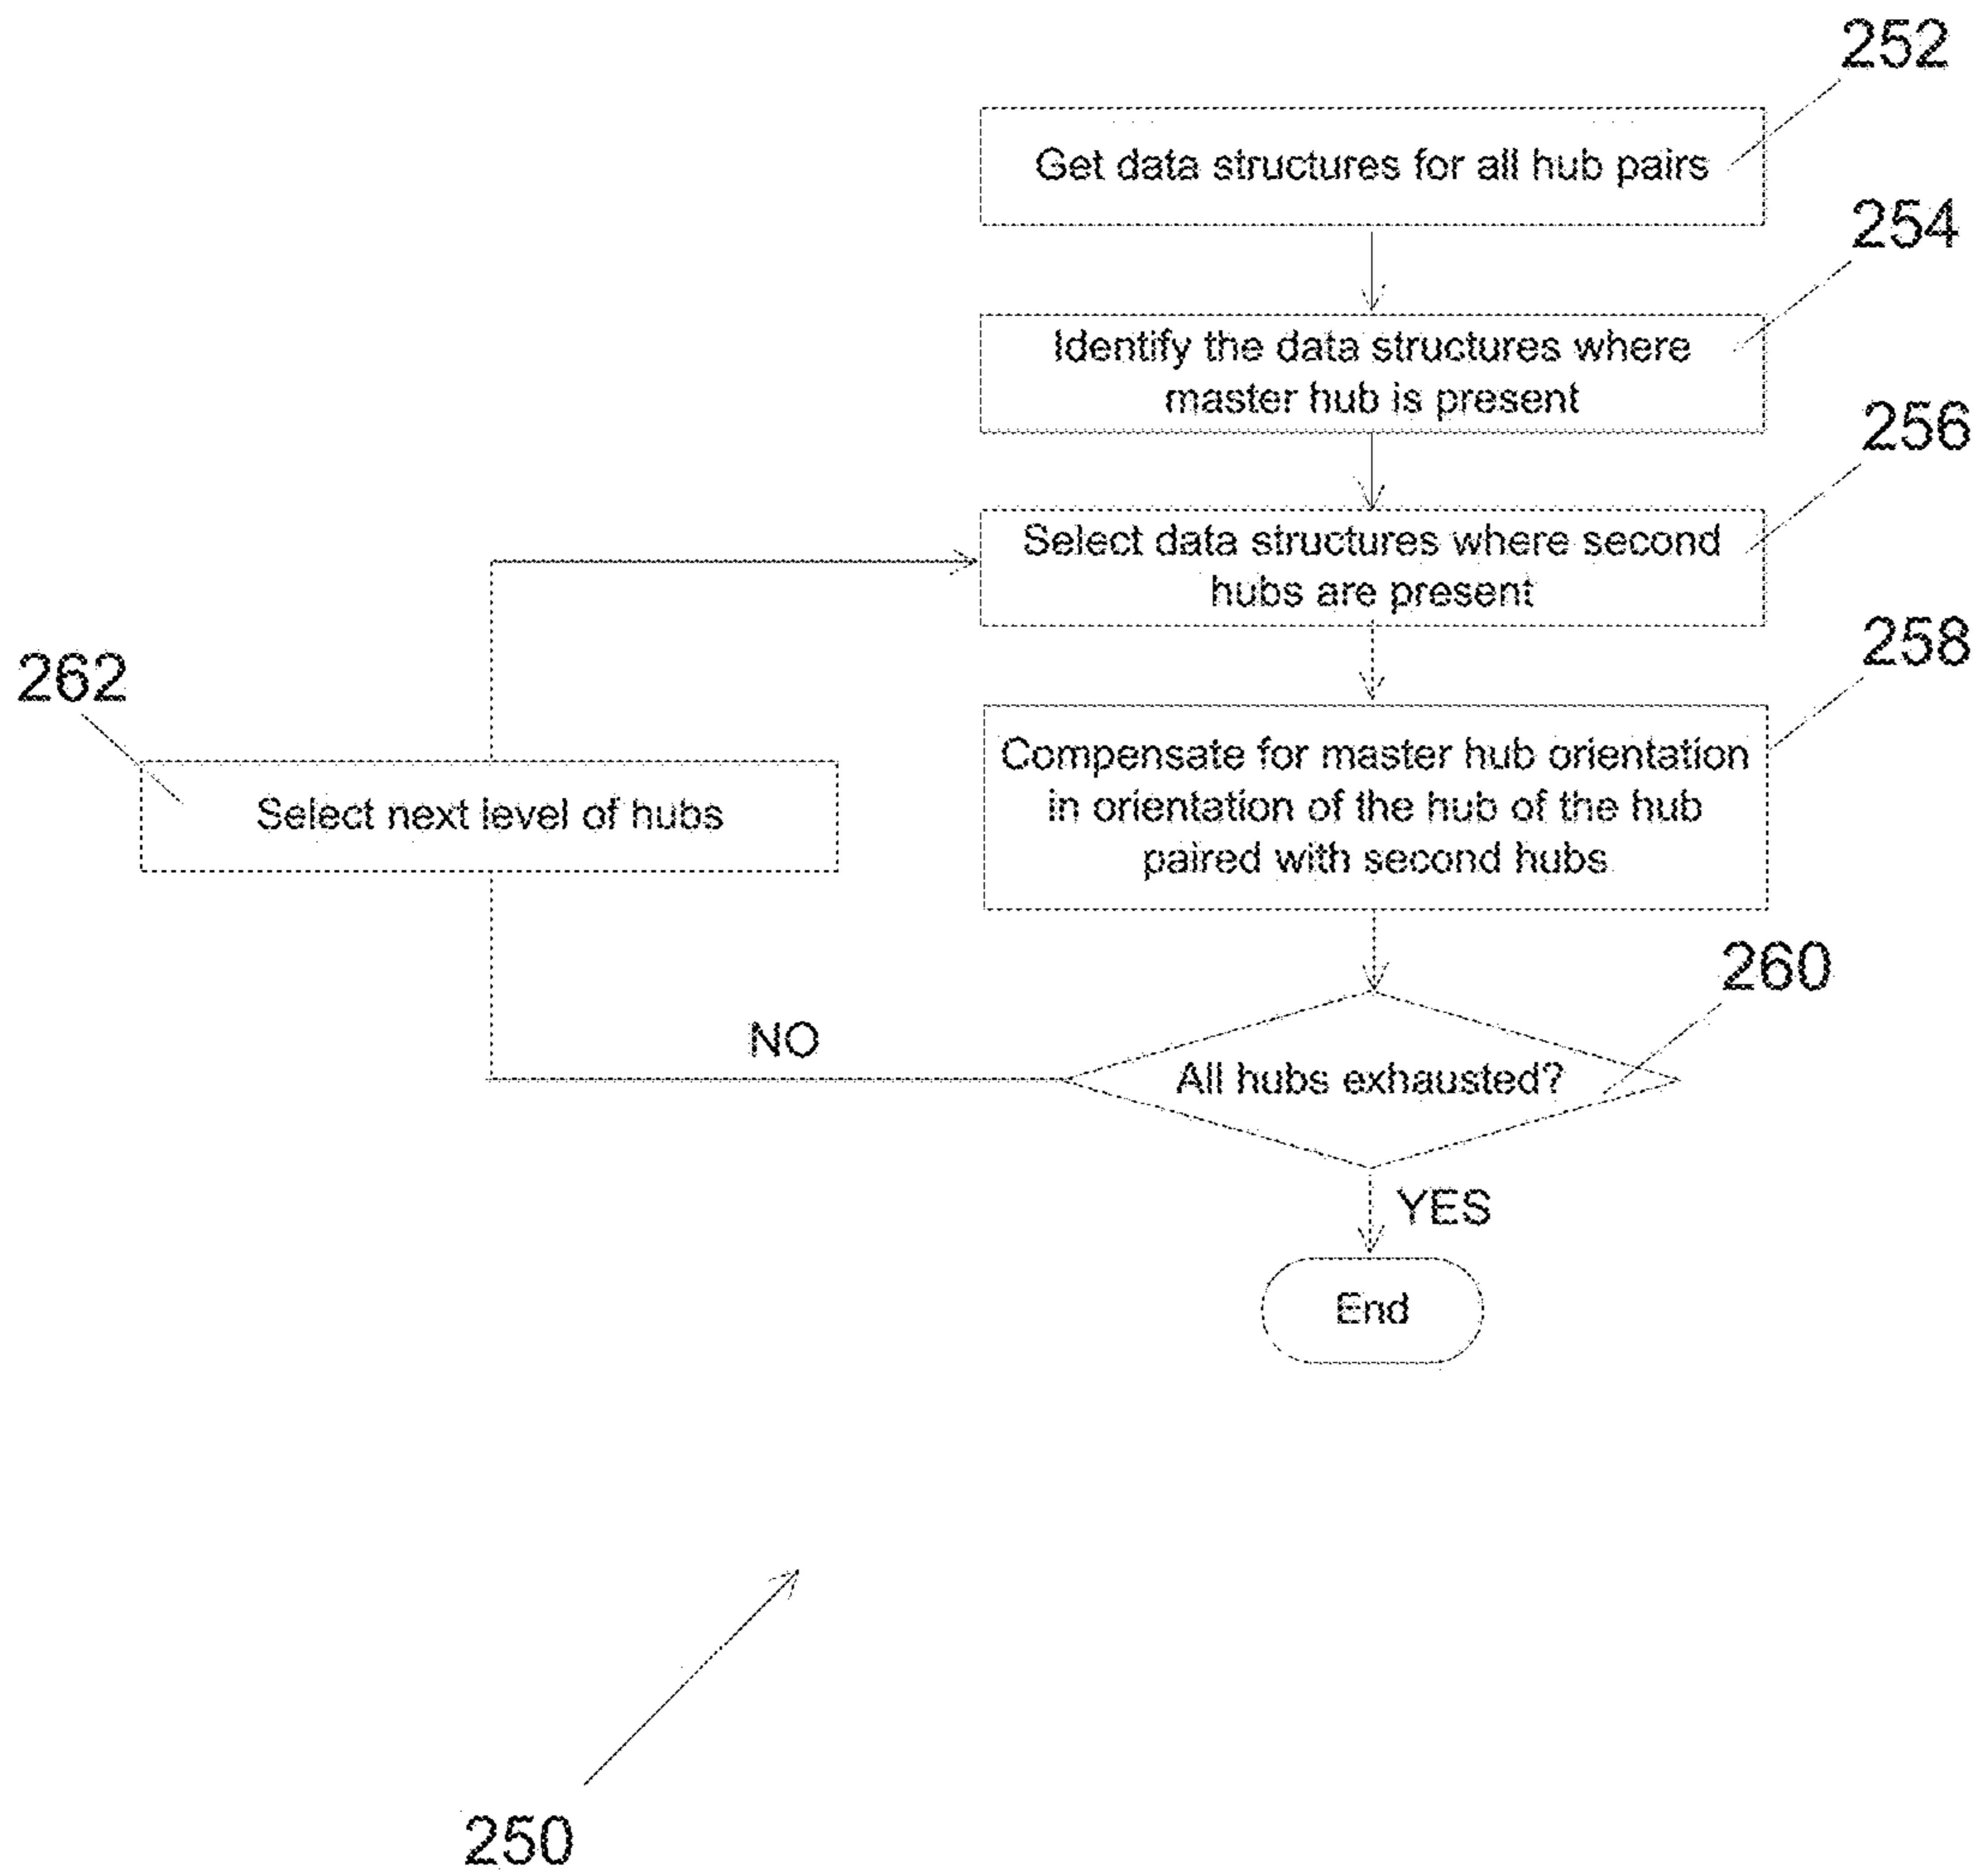 252
Get data structures for all hub pairs
254
Identify the data structures where
master hub is present
256
Select data structures where second
hubs are present
258
262
Compensate for master hub orientation
in orientation of the hub of the hub
paired with second hubs
Select next level of hubs
260
NO
All hubs exhausted?
YES
End
250